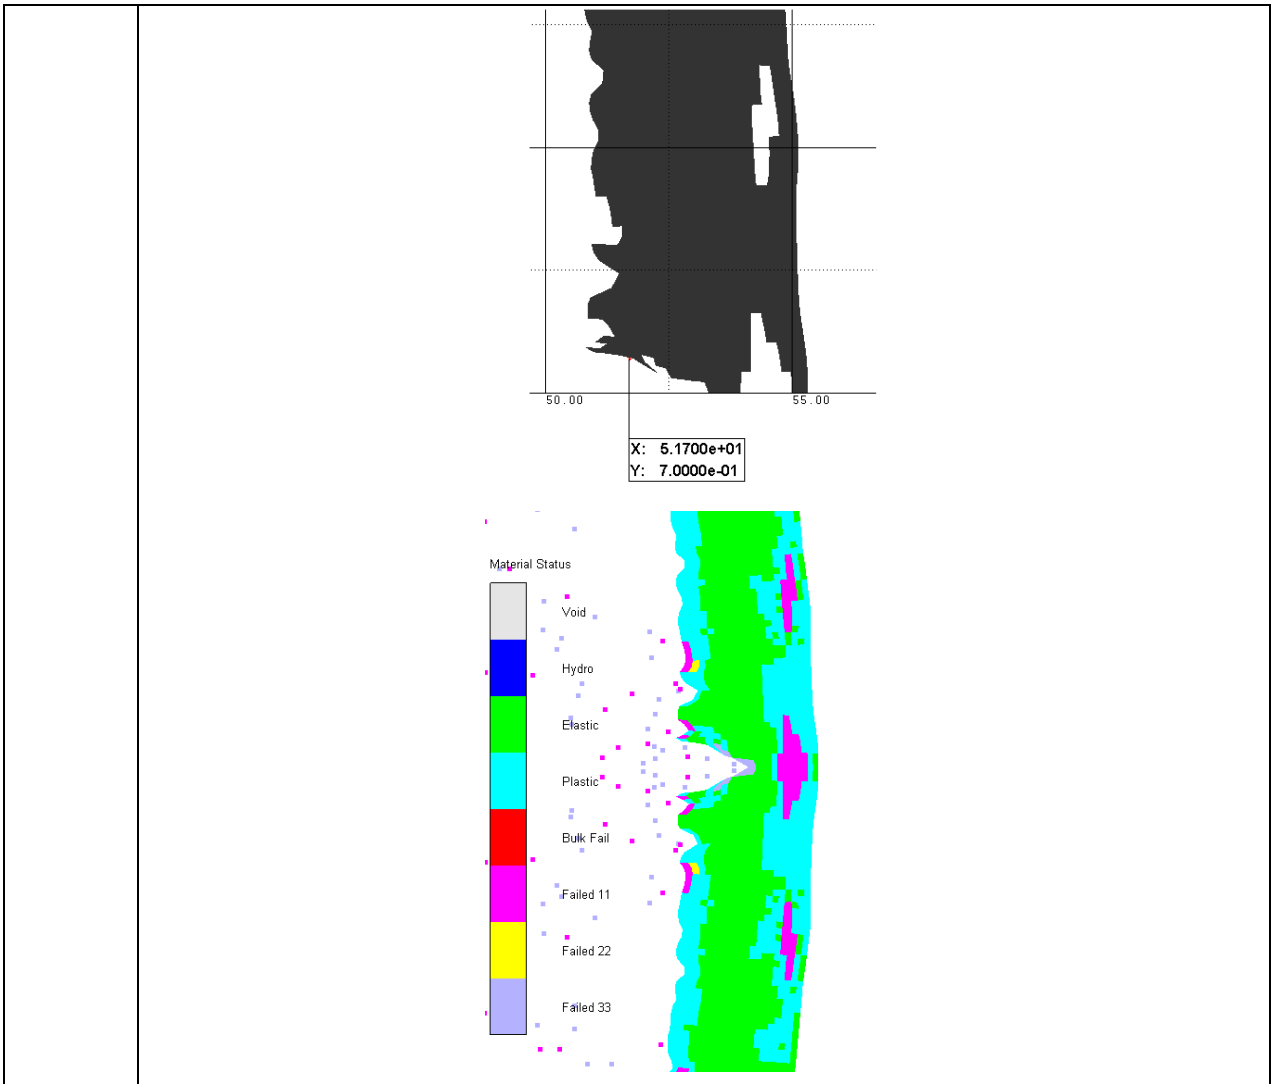 50.00 55.00
X: 5.1700e+01
Y: 7.0000e-01
Material Status
Void
Hydro
Elastic
Plastic
Bulk Fail
Failed 11
Failed 22
Failed 33